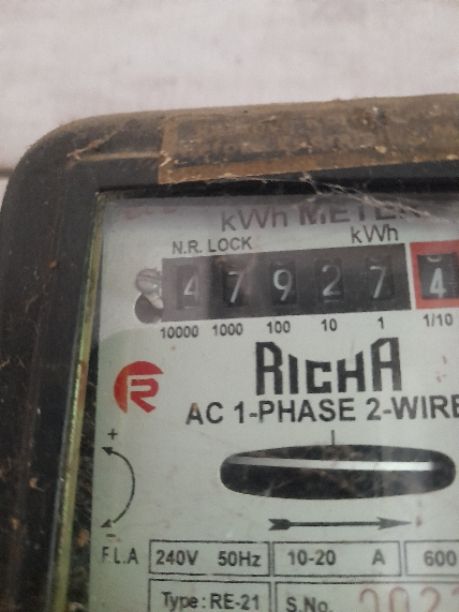 kWh METER
N.R. LOCK kWh
4 7 9 2 7 4
10000 1000 100 10 1 1/10
R
RICHA
AC 1-PHASE 2-WIRE
+
-
F.L.A 240V 50Hz 10-20 A 600
Type: RE-21 S.No.